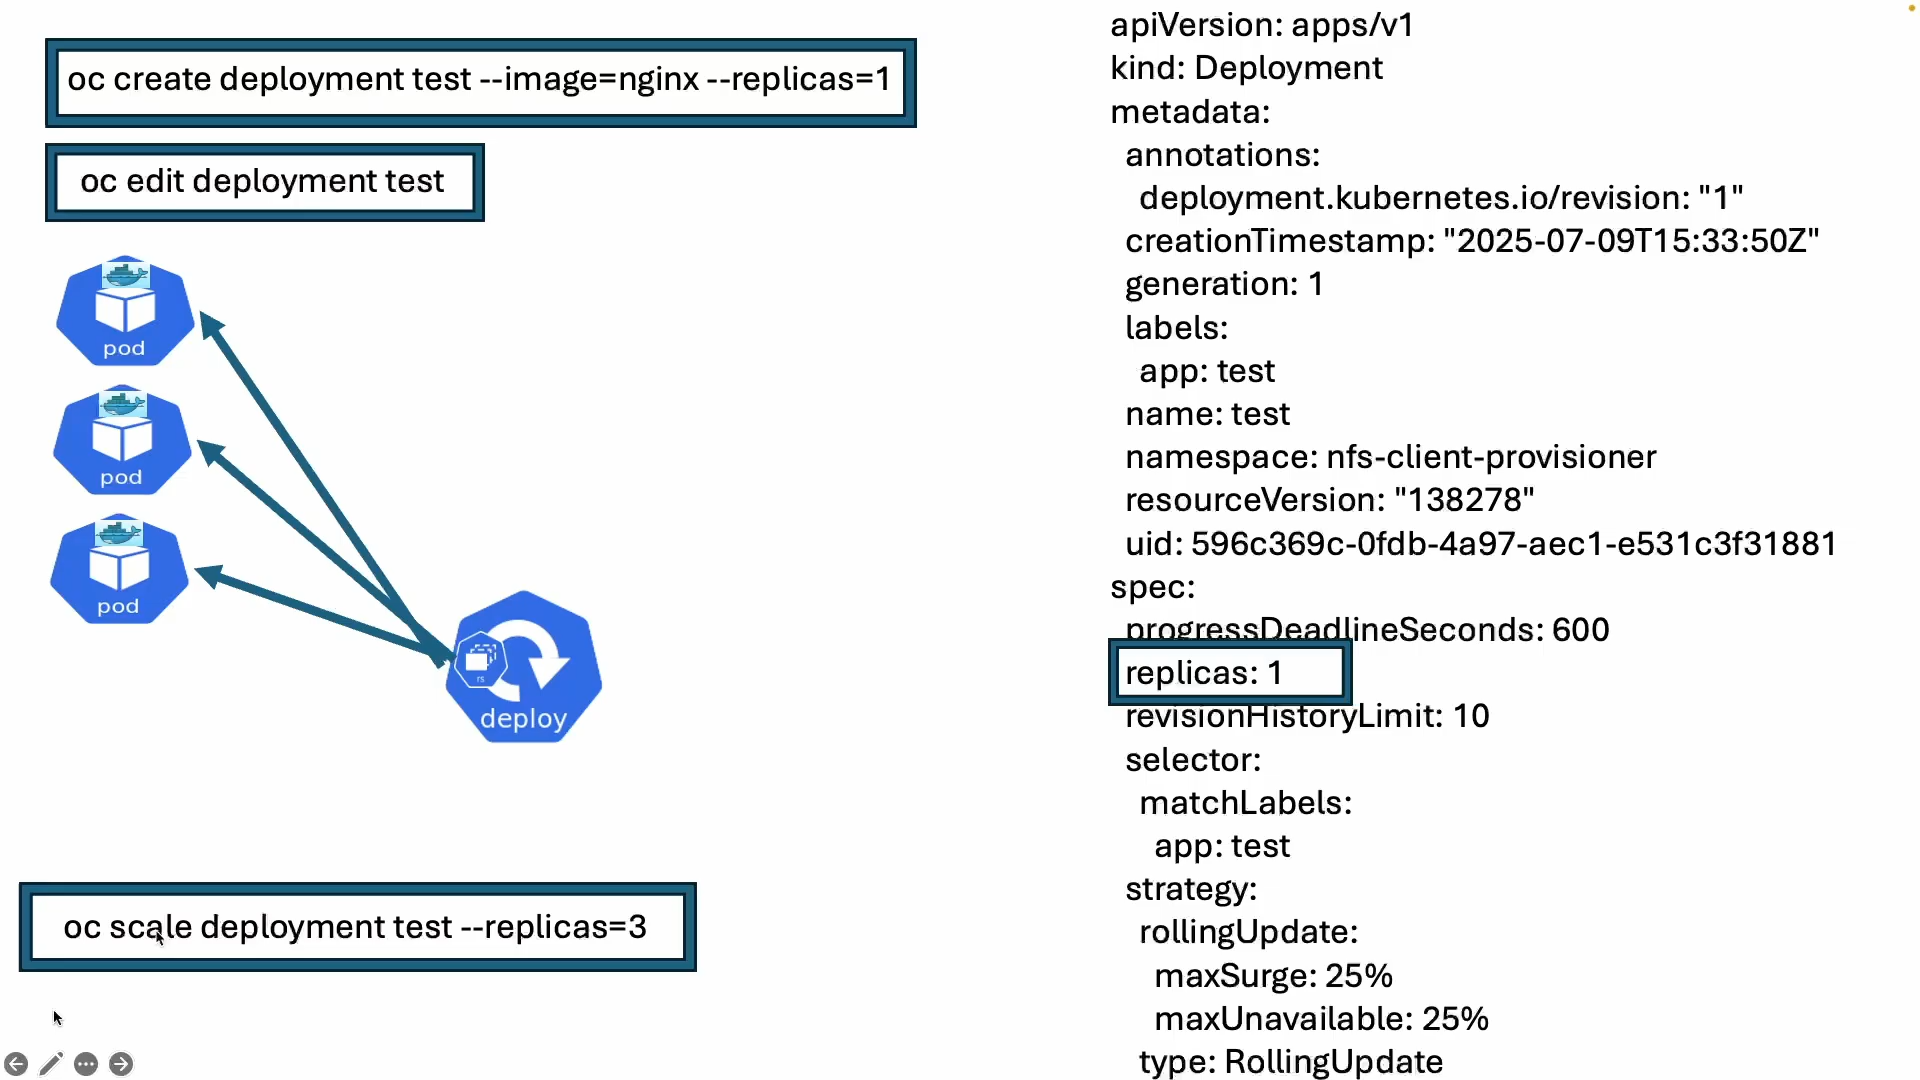 oc create deployment test --image=nginx --replicas=1
oc edit deployment test
pod
pod
pod
rs
deploy
oc scale deployment test --replicas=3
apiVersion: apps/v1
kind: Deployment
metadata:
annotations:
deployment.kubernetes.io/revision: "1"
creationTimestamp: "2025-07-09T15:33:50Z"
generation: 1
labels:
app: test
name: test
namespace: nfs-client-provisioner
resourceVersion: "138278"
uid: 596c369c-0fdb-4a97-aec1-e531c3f31881
spec:
progressDeadlineSeconds: 600
replicas: 1
revisionHistoryLimit: 10
selector:
matchLabels:
app: test
strategy:
rollingUpdate:
maxSurge: 25%
maxUnavailable: 25%
type: RollingUpdate